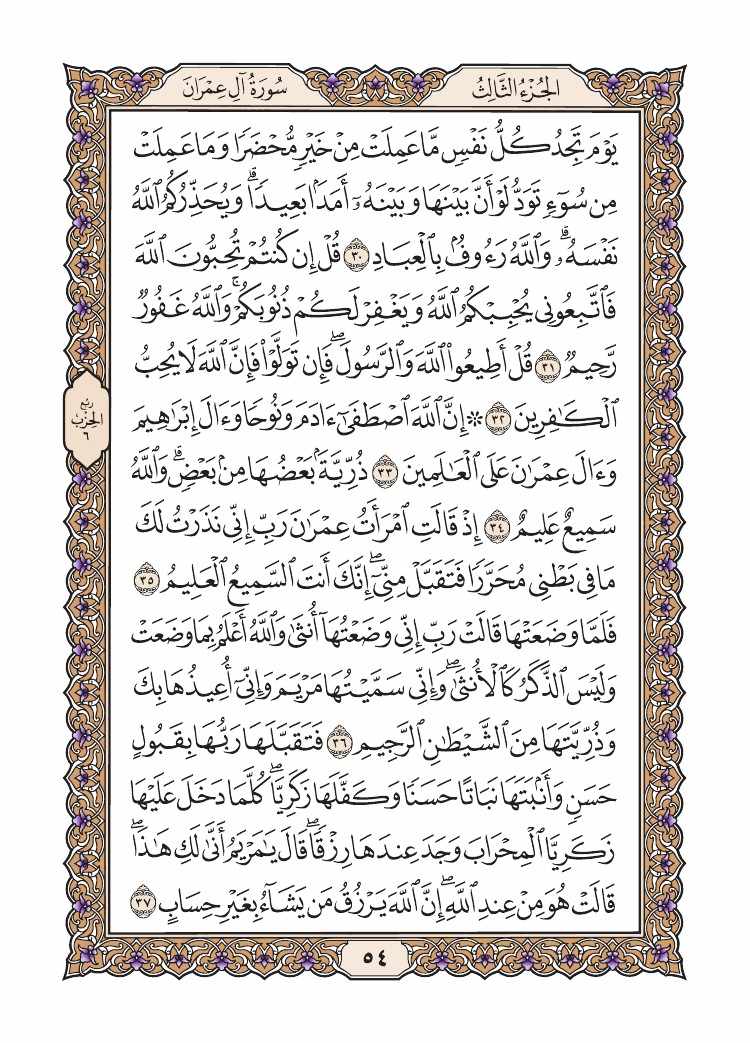 الجُزْءُ الثَّالِثُ
سُورَةُ آلِ عِمْرَانَ
يَوْمَ تَجِدُ كُلُّ نَفْسٖ مَّا عَمِلَتْ مِنْ خَيْرٖ مُّحْضَرٗا وَمَا عَمِلَتْ
مِن سُوٓءٖ تَوَدُّ لَوْ أَنَّ بَيْنَهَا وَبَيْنَهُۥٓ أَمَدَۢا بَعِيدٗاۗ وَيُحَذِّرُكُمُ ٱللَّهُ
نَفْسَهُۥۗ وَٱللَّهُ رَءُوفُۢ بِٱلْعِبَادِ ٣٠ قُلْ إِن كُنتُمْ تُحِبُّونَ ٱللَّهَ
فَٱتَّبِعُونِي يُحْبِبْكُمُ ٱللَّهُ وَيَغْفِرْ لَكُمْ ذُنُوبَكُمْۚ وَٱللَّهُ غَفُورٞ
رَّحِيمٞ ٣١ قُلْ أَطِيعُوا۟ ٱللَّهَ وَٱلرَّسُولَۖ فَإِن تَوَلَّوْا۟ فَإِنَّ ٱللَّهَ لَا يُحِبُّ
ٱلْكَٰفِرِينَ ٣٢ ۞ إِنَّ ٱللَّهَ ٱصْطَفَىٰٓ ءَادَمَ وَنُوحٗا وَءَالَ إِبْرَٰهِيمَ
وَءَالَ عِمْرَٰنَ عَلَى ٱلْعَٰلَمِينَ ٣٣ ذُرِّيَّةَۢ بَعْضُهَا مِنۢ بَعْضٖۗ وَٱللَّهُ
سَمِيعٌ عَلِيمٌ ٣٤ إِذْ قَالَتِ ٱمْرَأَتُ عِمْرَٰنَ رَبِّ إِنِّي نَذَرْتُ لَكَ
مَا فِي بَطْنِي مُحَرَّرٗا فَتَقَبَّلْ مِنِّيٓۖ إِنَّكَ أَنتَ ٱلسَّمِيعُ ٱلْعَلِيمُ ٣٥
فَلَمَّا وَضَعَتْهَا قَالَتْ رَبِّ إِنِّي وَضَعْتُهَآ أُنثَىٰ وَٱللَّهُ أَعْلَمُ بِمَا وَضَعَتْ
وَلَيْسَ ٱلذَّكَرُ كَٱلْأُنثَىٰۖ وَإِنِّي سَمَّيْتُهَا مَرْيَمَ وَإِنِّيٓ أُعِيذُهَا بِكَ
وَذُرِّيَّتَهَا مِنَ ٱلشَّيْطَٰنِ ٱلرَّجِيمِ ٣٦ فَتَقَبَّلَهَا رَبُّهَا بِقَبُولٍ
حَسَنٖ وَأَنۢبَتَهَا نَبَاتًا حَسَنٗا وَكَفَّلَهَا زَكَرِيَّاۖ كُلَّمَا دَخَلَ عَلَيْهَا
زَكَرِيَّا ٱلْمِحْرَابَ وَجَدَ عِندَهَا رِزْقٗاۖ قَالَ يَٰمَرْيَمُ أَنَّىٰ لَكِ هَٰذَاۖ
قَالَتْ هُوَ مِنْ عِندِ ٱللَّهِۖ إِنَّ ٱللَّهَ يَرْزُقُ مَن يَشَآءُ بِغَيْرِ حِسَابٍ ٣٧
ربع
الحزب
٦
٥٤